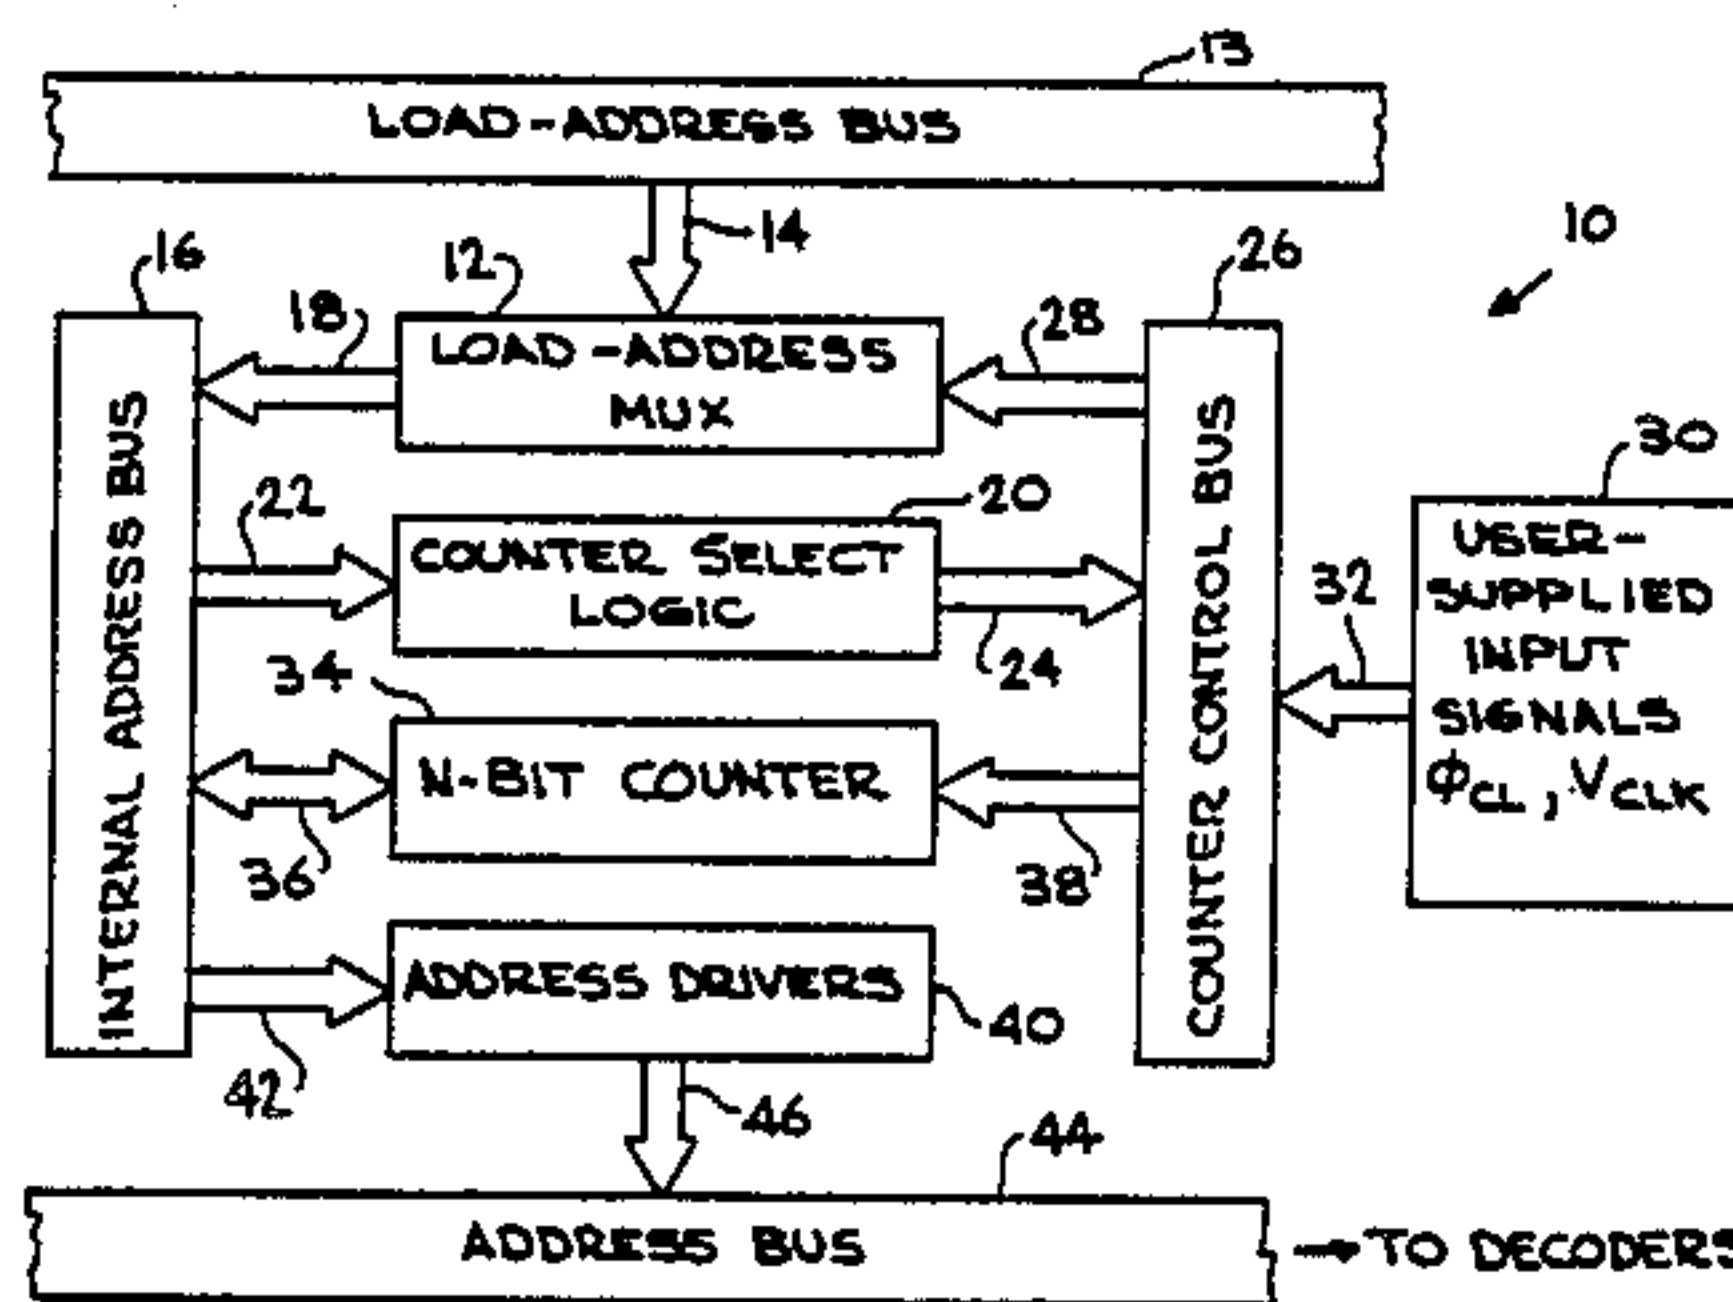 13
LOAD-ADDRESS BUS
14
10
16
12
26
18
LOAD-ADDRESS
MUX
28
INTERNAL ADDRESS BUS
COUNTER CONTROL BUS
30
22
20
COUNTER SELECT
LOGIC
24
32
USER-
SUPPLIED
INPUT
SIGNALS
ΦCL, VCLK
34
N-BIT COUNTER
36
38
ADDRESS DRIVERS
40
42
46
44
ADDRESS BUS
TO DECODERS